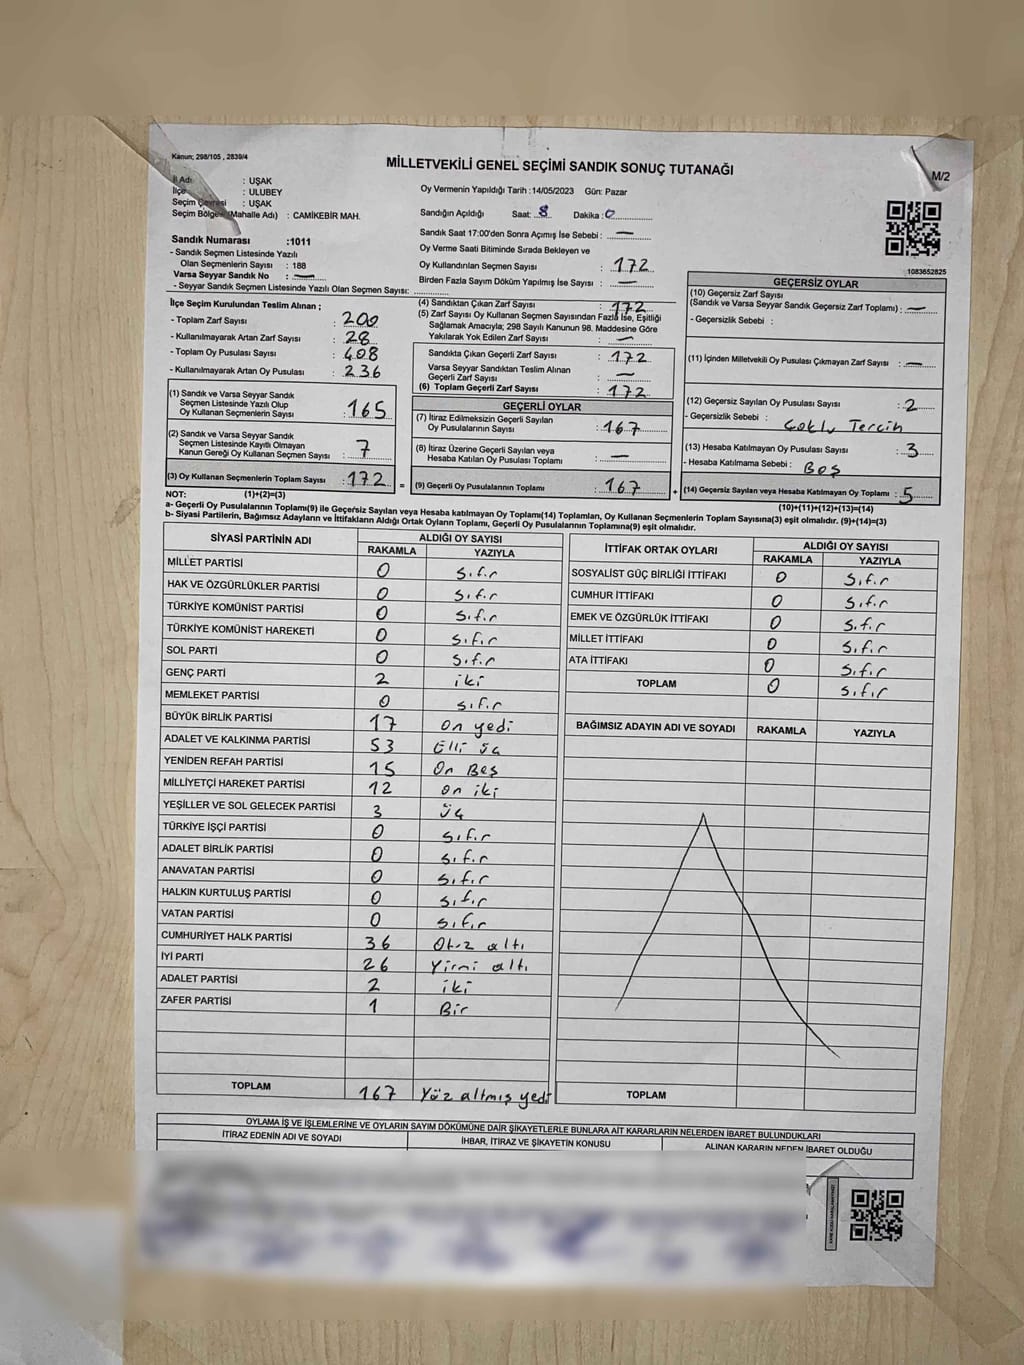 Kanun; 298/105 , 2839/4
MİLLETVEKİLİ GENEL SEÇİMİ SANDIK SONUÇ TUTANAĞI
M/2
İl Adı : UŞAK
İlçe : ULUBEY
Seçim Çevresi : UŞAK
Seçim Bölgesi (Mahalle Adı) : CAMİKEBİR MAH.
Sandık Numarası :1011
- Sandık Seçmen Listesinde Yazılı
Olan Seçmenlerin Sayısı : 188
Varsa Seyyar Sandık No : —
- Seyyar Sandık Seçmen Listesinde Yazılı Olan Seçmen Sayısı:
Oy Vermenin Yapıldığı Tarih :14/05/2023 Gün: Pazar
Sandığın Açıldığı Saat: 8 Dakika : 0
Sandık Saat 17:00'den Sonra Açımış İse Sebebi : —
Oy Verme Saati Bitiminde Sırada Bekleyen ve
Oy Kullandırılan Seçmen Sayısı : 172
Birden Fazla Sayım Döküm Yapılmış İse Sayısı : —
1083652825
İlçe Seçim Kurulundan Teslim Alınan ;
- Toplam Zarf Sayısı : 200
- Kullanılmayarak Artan Zarf Sayısı : 28
- Toplam Oy Pusulası Sayısı : 408
- Kullanılmayarak Artan Oy Pusulası : 236
(1) Sandık ve Varsa Seyyar Sandık
Seçmen Listesinde Yazılı Olup
Oy Kullanan Seçmenlerin Sayısı : 165
(2) Sandık ve Varsa Seyyar Sandık
Seçmen Listesinde Kayıtlı Olmayan
Kanun Gereği Oy Kullanan Seçmen Sayısı : 7
(3) Oy Kullanan Seçmenlerin Toplam Sayısı : 172
(4) Sandıktan Çıkan Zarf Sayısı : 172
(5) Zarf Sayısı Oy Kullanan Seçmen Sayısından Fazla İse, Eşitliği
Sağlamak Amacıyla; 298 Sayılı Kanunun 98. Maddesine Göre
Yakılarak Yok Edilen Zarf Sayısı : —
Sandıkta Çıkan Geçerli Zarf Sayısı : 172
Varsa Seyyar Sandıktan Teslim Alınan
Geçerli Zarf Sayısı : —
(6) Toplam Geçerli Zarf Sayısı : 172
GEÇERLİ OYLAR
(7) İtiraz Edilmeksizin Geçerli Sayılan
Oy Pusulalarının Sayısı : 167
(8) İtiraz Üzerine Geçerli Sayılan veya
Hesaba Katılan Oy Pusulası Toplamı : —
= (9) Geçerli Oy Pusulalarının Toplamı : 167
GEÇERSİZ OYLAR
(10) Geçersiz Zarf Sayısı
(Sandık ve Varsa Seyyar Sandık Geçersiz Zarf Toplamı) : —
- Geçersizlik Sebebi :
(11) İçinden Milletvekili Oy Pusulası Çıkmayan Zarf Sayısı : —
(12) Geçersiz Sayılan Oy Pusulası Sayısı : 2
- Geçersizlik Sebebi : Çoklu Tercih
(13) Hesaba Katılmayan Oy Pusulası Sayısı : 3
- Hesaba Katılmama Sebebi : Boş
+ (14) Geçersiz Sayılan veya Hesaba Katılmayan Oy Toplamı : 5
NOT: (1)+(2)=(3) (10)+(11)+(12)+(13)=(14)
a- Geçerli Oy Pusulalarının Toplamı(9) ile Geçersiz Sayılan veya Hesaba katılmayan Oy Toplamı(14) Toplamları, Oy Kullanan Seçmenlerin Toplam Sayısına(3) eşit olmalıdır. (9)+(14)=(3)
b- Siyasi Partilerin, Bağımsız Adayların ve İttifakların Aldığı Ortak Oyların Toplamı, Geçerli Oy Pusulalarının Toplamına(9) eşit olmalıdır.
SİYASİ PARTİNİN ADI ALDIĞI OY SAYISI
RAKAMLA YAZIYLA
MİLLET PARTİSİ 0 Sıfır
HAK VE ÖZGÜRLÜKLER PARTİSİ 0 Sıfır
TÜRKİYE KOMÜNİST PARTİSİ 0 Sıfır
TÜRKİYE KOMÜNİST HAREKETİ 0 Sıfır
SOL PARTİ 0 Sıfır
GENÇ PARTİ 2 iki
MEMLEKET PARTİSİ 0 Sıfır
BÜYÜK BİRLİK PARTİSİ 17 On yedi
ADALET VE KALKINMA PARTİSİ 53 Elli üç
YENİDEN REFAH PARTİSİ 15 On Beş
MİLLİYETÇİ HAREKET PARTİSİ 12 on iki
YEŞİLLER VE SOL GELECEK PARTİSİ 3 üç
TÜRKİYE İŞÇİ PARTİSİ 0 Sıfır
ADALET BİRLİK PARTİSİ 0 Sıfır
ANAVATAN PARTİSİ 0 Sıfır
HALKIN KURTULUŞ PARTİSİ 0 Sıfır
VATAN PARTİSİ 0 Sıfır
CUMHURİYET HALK PARTİSİ 36 Otuz altı
İYİ PARTİ 26 Yirmi altı
ADALET PARTİSİ 2 iki
ZAFER PARTİSİ 1 Bir
TOPLAM 167 Yüz altmış yedi
İTTİFAK ORTAK OYLARI ALDIĞI OY SAYISI
RAKAMLA YAZIYLA
SOSYALİST GÜÇ BİRLİĞİ İTTİFAKI 0 Sıfır
CUMHUR İTTİFAKI 0 Sıfır
EMEK VE ÖZGÜRLÜK İTTİFAKI 0 Sıfır
MİLLET İTTİFAKI 0 Sıfır
ATA İTTİFAKI 0 Sıfır
TOPLAM 0 Sıfır
BAĞIMSIZ ADAYIN ADI VE SOYADI RAKAMLA YAZIYLA
TOPLAM
OYLAMA İŞ VE İŞLEMLERİNE VE OYLARIN SAYIM DÖKÜMÜNE DAİR ŞİKAYETLERLE BUNLARA AİT KARARLARIN NELERDEN İBARET BULUNDUKLARI
İTİRAZ EDENİN ADI VE SOYADI İHBAR, İTİRAZ VE ŞİKAYETİN KONUSU ALINAN KARARIN NEDEN İBARET OLDUĞU